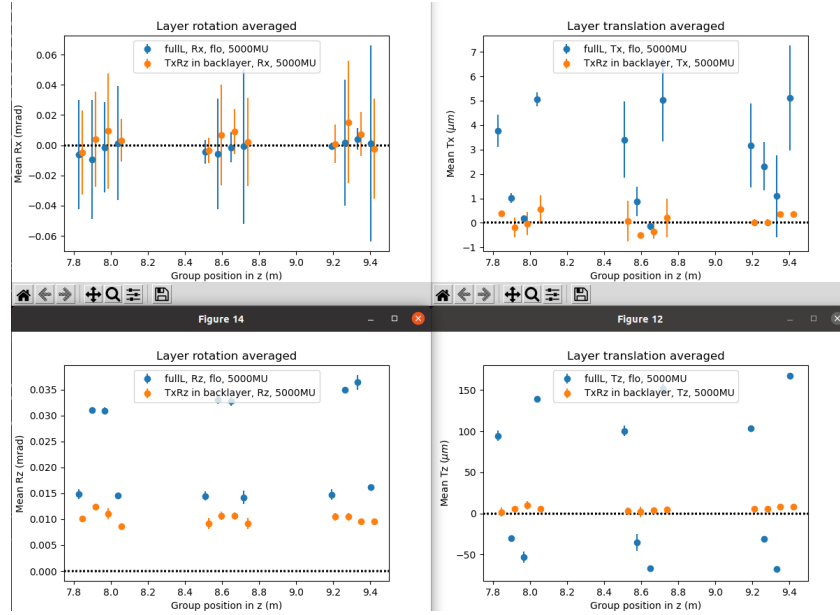 Layer rotation averaged
fullL, Rx, flo, 5000MU
TxRz in backlayer, Rx, 5000MU
Mean Rx (mrad)
0.06
0.04
0.02
0.00
−0.02
−0.04
−0.06
7.8 8.0 8.2 8.4 8.6 8.8 9.0 9.2 9.4
Group position in z (m)
Layer translation averaged
fullL, Tx, flo, 5000MU
TxRz in backlayer, Tx, 5000MU
Mean Tx (μm)
7
6
5
4
3
2
1
0
−1
7.8 8.0 8.2 8.4 8.6 8.8 9.0 9.2 9.4
Group position in z (m)
Figure 14
Layer rotation averaged
fullL, Rz, flo, 5000MU
TxRz in backlayer, Rz, 5000MU
Mean Rz (mrad)
0.035
0.030
0.025
0.020
0.015
0.010
0.005
0.000
7.8 8.0 8.2 8.4 8.6 8.8 9.0 9.2 9.4
Group position in z (m)
Figure 12
Layer translation averaged
fullL, Tz, flo, 5000MU
TxRz in backlayer, Tz, 5000MU
Mean Tz (μm)
150
100
50
0
−50
7.8 8.0 8.2 8.4 8.6 8.8 9.0 9.2 9.4
Group position in z (m)